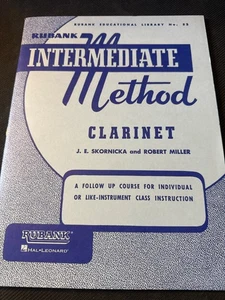 RUBANK EDUCATIONAL LIBRARY No. 52
RUBANK
INTERMEDIATE
Method
CLARINET
J. E. SKORNICKA and ROBERT MILLER
A FOLLOW UP COURSE FOR INDIVIDUAL
OR LIKE-INSTRUMENT CLASS INSTRUCTION
RUBANK
HAL•LEONARD